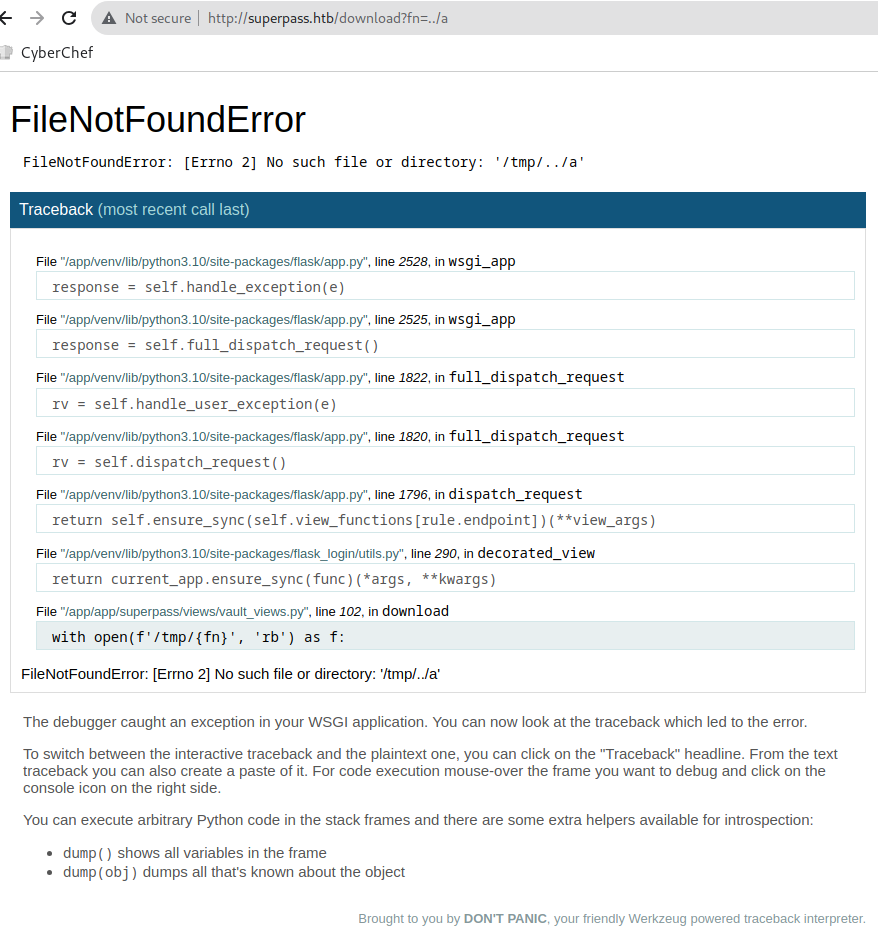 Not secure http://superpass.htb/download?fn=../a
CyberChef
FileNotFoundError
FileNotFoundError: [Errno 2] No such file or directory: '/tmp/../a'
Traceback (most recent call last)
File "/app/venv/lib/python3.10/site-packages/flask/app.py", line 2528, in wsgi_app
response = self.handle_exception(e)
File "/app/venv/lib/python3.10/site-packages/flask/app.py", line 2525, in wsgi_app
response = self.full_dispatch_request()
File "/app/venv/lib/python3.10/site-packages/flask/app.py", line 1822, in full_dispatch_request
rv = self.handle_user_exception(e)
File "/app/venv/lib/python3.10/site-packages/flask/app.py", line 1820, in full_dispatch_request
rv = self.dispatch_request()
File "/app/venv/lib/python3.10/site-packages/flask/app.py", line 1796, in dispatch_request
return self.ensure_sync(self.view_functions[rule.endpoint])(**view_args)
File "/app/venv/lib/python3.10/site-packages/flask_login/utils.py", line 290, in decorated_view
return current_app.ensure_sync(func)(*args, **kwargs)
File "/app/app/superpass/views/vault_views.py", line 102, in download
with open(f'/tmp/{fn}', 'rb') as f:
FileNotFoundError: [Errno 2] No such file or directory: '/tmp/../a'
The debugger caught an exception in your WSGI application. You can now look at the traceback which led to the error.
To switch between the interactive traceback and the plaintext one, you can click on the "Traceback" headline. From the text
traceback you can also create a paste of it. For code execution mouse-over the frame you want to debug and click on the
console icon on the right side.
You can execute arbitrary Python code in the stack frames and there are some extra helpers available for introspection:
• dump() shows all variables in the frame
• dump(obj) dumps all that's known about the object
Brought to you by DON'T PANIC, your friendly Werkzeug powered traceback interpreter.